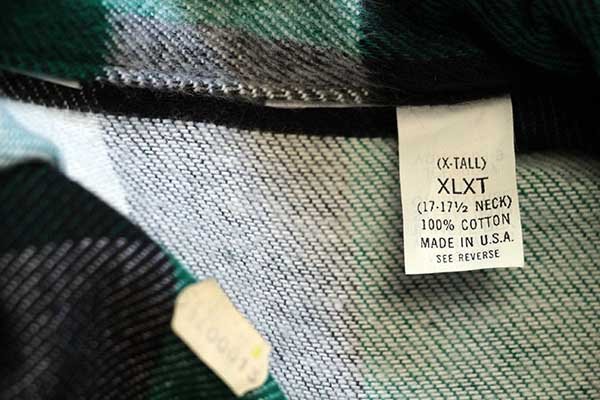 (X-TALL)
XLXT
(17-17½ NECK)
100% COTTON
MADE IN U.S.A.
SEE REVERSE